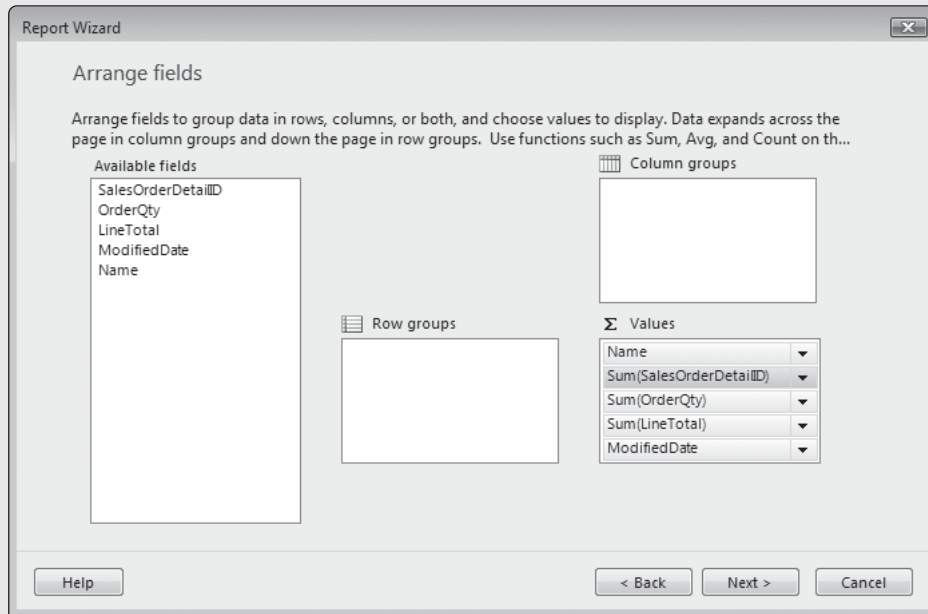 Report Wizard
Arrange fields
Arrange fields to group data in rows, columns, or both, and choose values to display. Data expands across the
page in column groups and down the page in row groups. Use functions such as Sum, Avg, and Count on th...
Available fields
SalesOrderDetailID
OrderQty
LineTotal
ModifiedDate
Name
Column groups
Row groups
Σ Values
Name
Sum(SalesOrderDetailID)
Sum(OrderQty)
Sum(LineTotal)
ModifiedDate
Help
< Back
Next >
Cancel